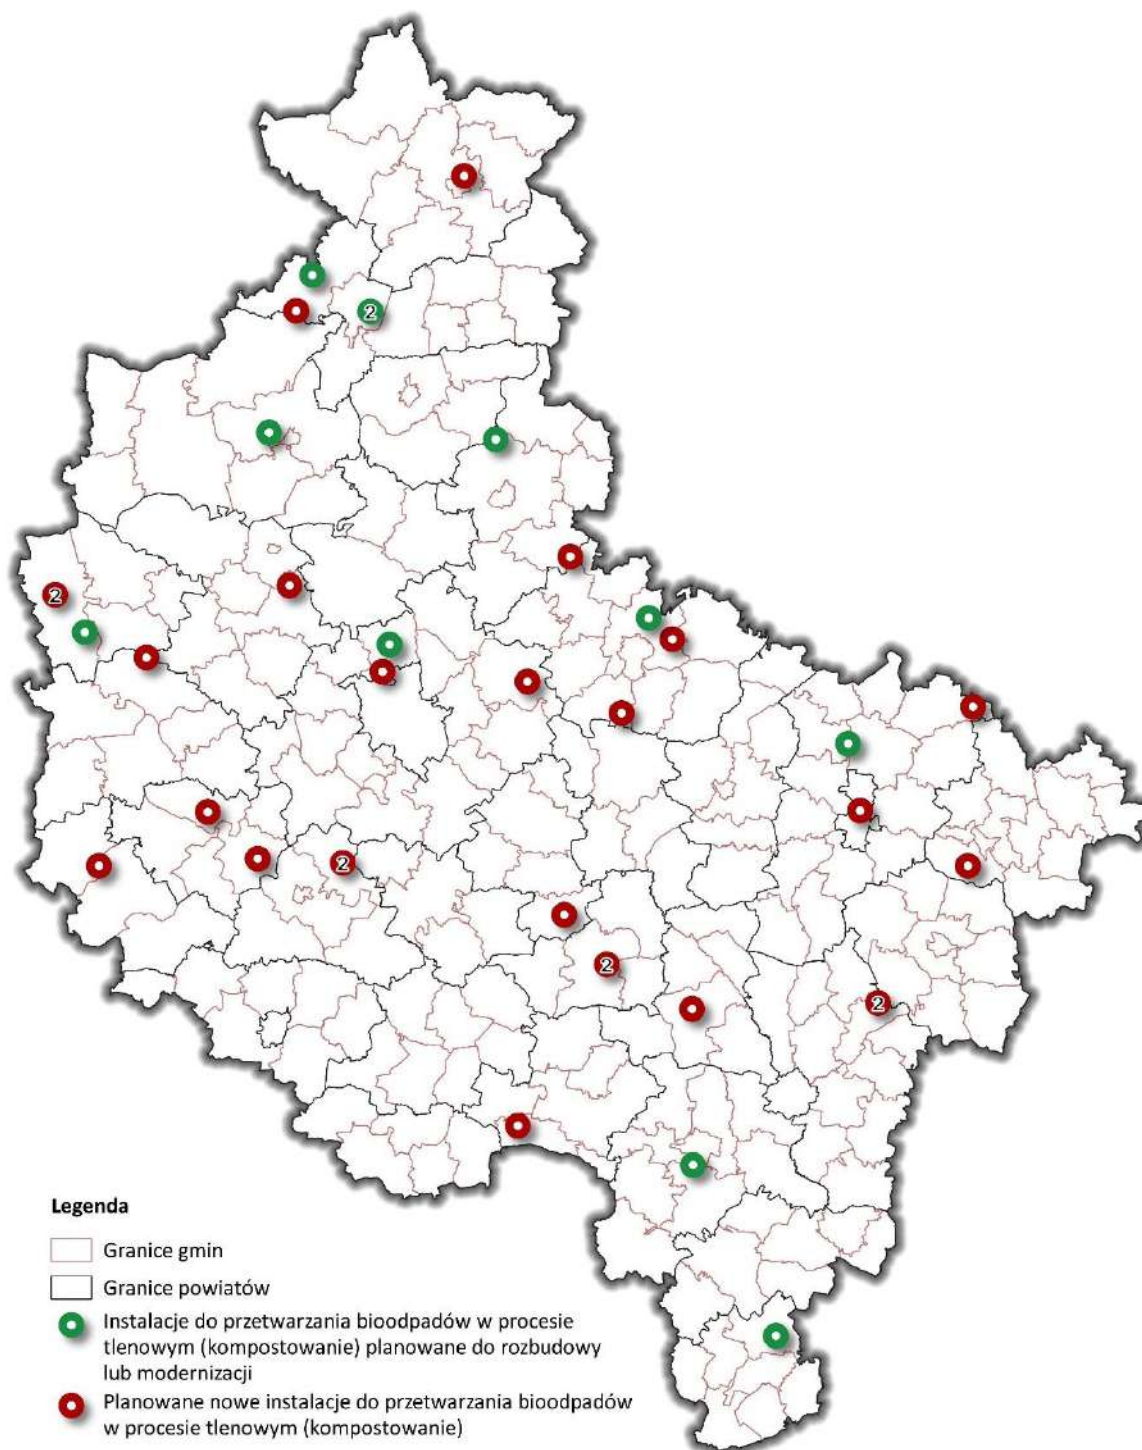 2
2
2
2
2
Legenda
Granice gmin
Granice powiatów
Instalacje do przetwarzania bioodpadów w procesie
tlenowym (kompostowanie) planowane do rozbudowy
lub modernizacji
Planowane nowe instalacje do przetwarzania bioodpadów
w procesie tlenowym (kompostowanie)